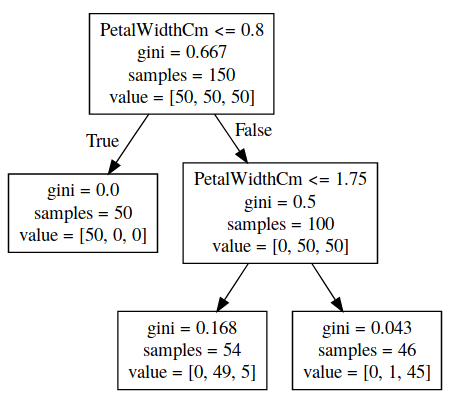 PetalWidthCm <= 0.8
gini = 0.667
samples = 150
value = [50, 50, 50]
True
False
gini = 0.0
samples = 50
value = [50, 0, 0]
PetalWidthCm <= 1.75
gini = 0.5
samples = 100
value = [0, 50, 50]
gini = 0.168
samples = 54
value = [0, 49, 5]
gini = 0.043
samples = 46
value = [0, 1, 45]